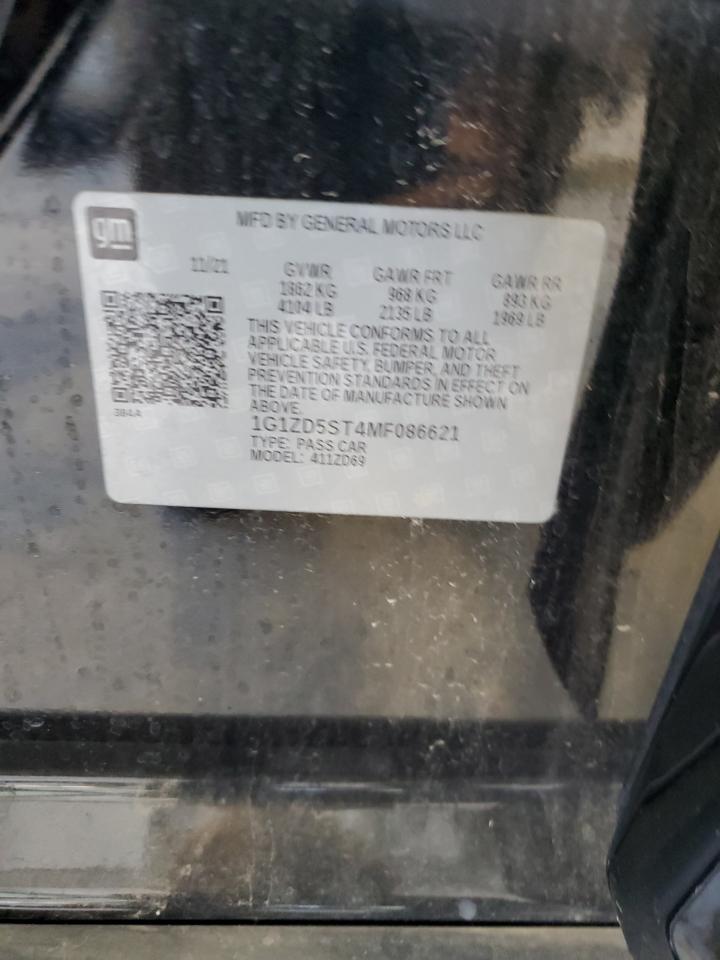 gm
MFD BY GENERAL MOTORS LLC
11/21 GVWR GAWR FRT GAWR RR
1862 KG 968 KG 893 KG
4104 LB 2135 LB 1969 LB
THIS VEHICLE CONFORMS TO ALL
APPLICABLE U.S. FEDERAL MOTOR
VEHICLE SAFETY, BUMPER, AND THEFT
PREVENTION STANDARDS IN EFFECT ON
THE DATE OF MANUFACTURE SHOWN
ABOVE.
384A
1G1ZD5ST4MF086621
TYPE: PASS CAR
MODEL: 411ZD69